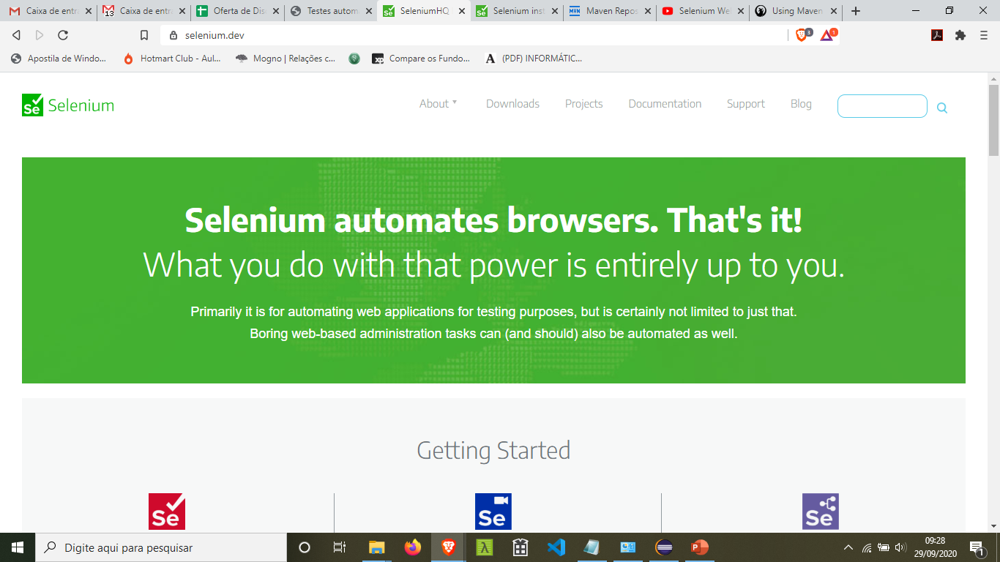 Caixa de entr
Caixa de entr
Oferta de Dis
Testes autom
SeleniumHQ
Selenium inst
Maven Repos
Selenium We
Using Maven
13
selenium.dev
3
1
Apostila de Windo...
Hotmart Club - Aul...
Mogno | Relações c...
xp
Compare os Fundo...
A
(PDF) INFORMÁTIC...
Se
Selenium
About
Downloads
Projects
Documentation
Support
Blog
Selenium automates browsers. That's it!
What you do with that power is entirely up to you.
Primarily it is for automating web applications for testing purposes, but is certainly not limited to just that.
Boring web-based administration tasks can (and should) also be automated as well.
Getting Started
Se
Se
Se
Digite aqui para pesquisar
09:28
29/09/2020
1